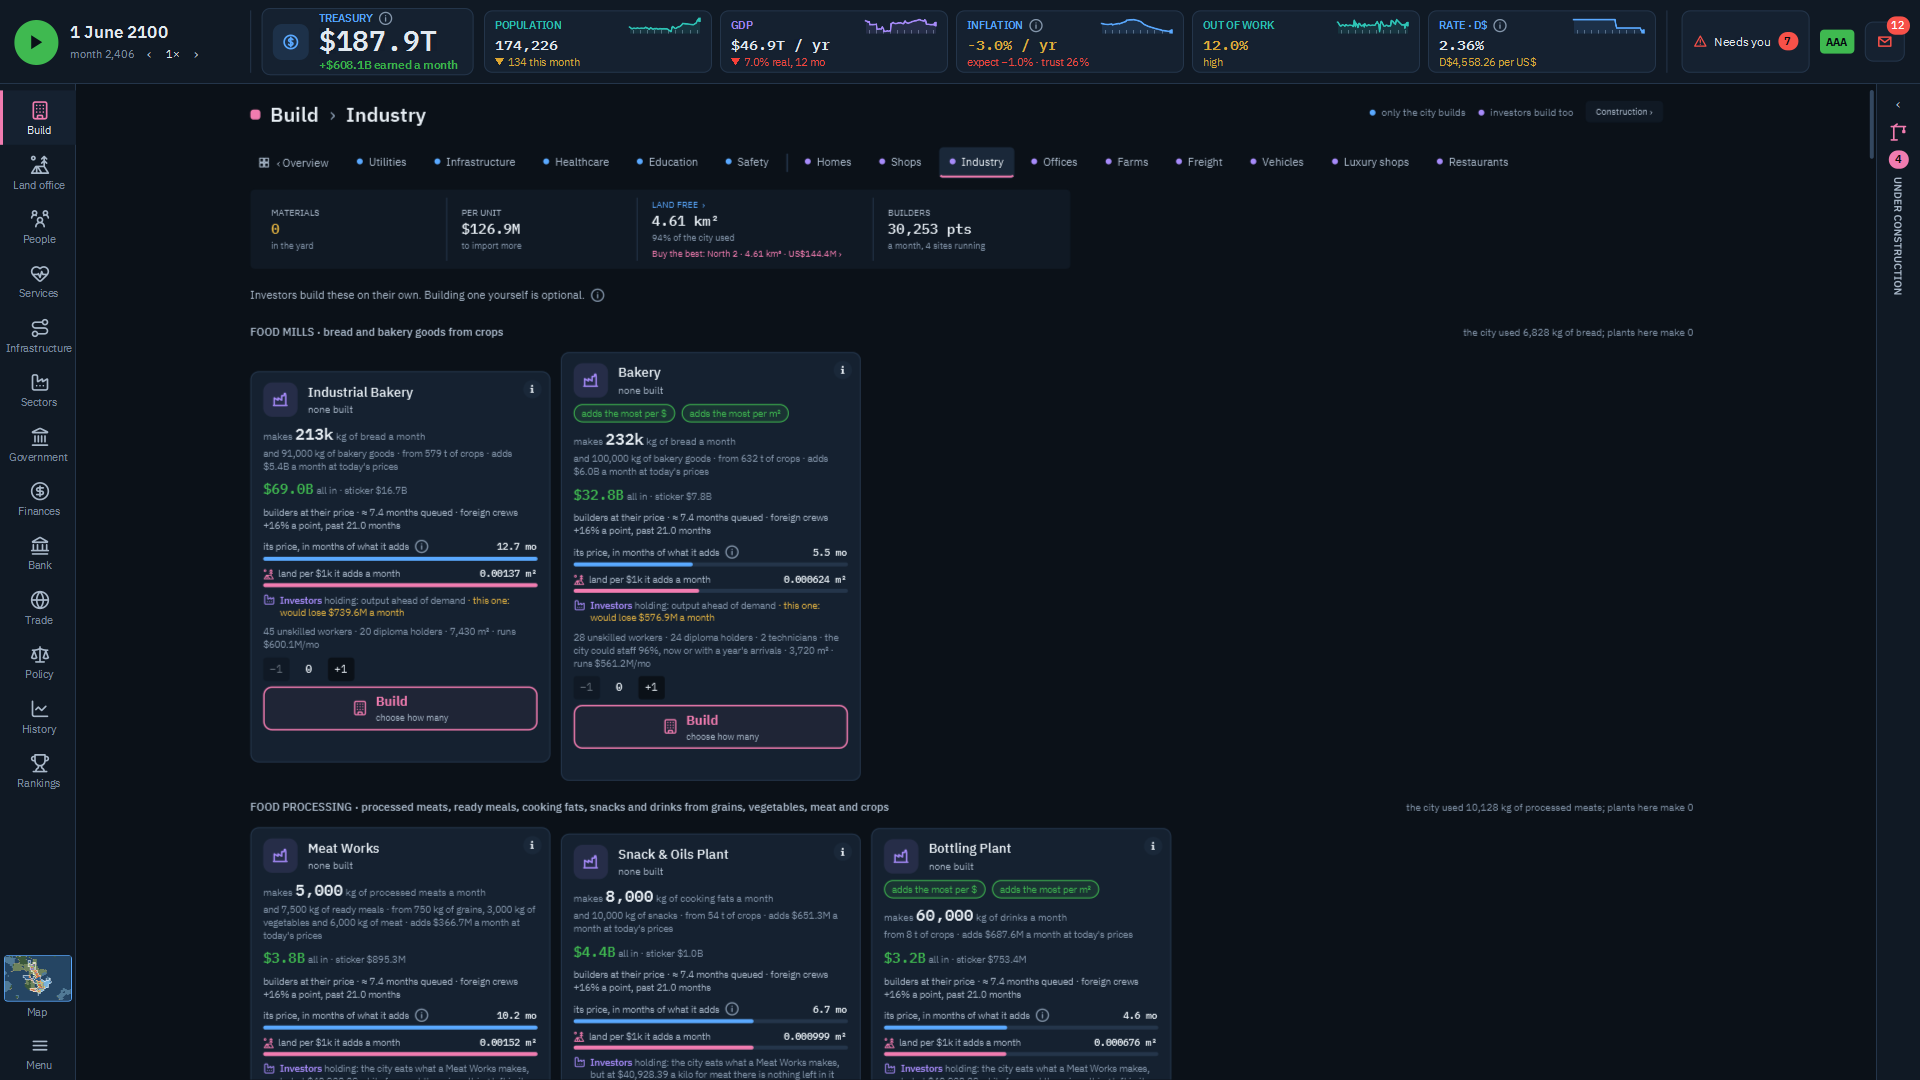 1 June 2100
month 2,406 ‹ 1× ›
TREASURY
$187.9T
+$608.1B earned a month
POPULATION
174,226
▼ 134 this month
GDP
$46.9T / yr
▼ 7.0% real, 12 mo
INFLATION
-3.0% / yr
expect −1.0% · trust 26%
OUT OF WORK
12.0%
high
RATE · D$
2.36%
D$4,558.26 per US$
Needs you 7
AAA
12
Build
Land office
People
Services
Infrastructure
Sectors
Government
Finances
Bank
Trade
Policy
History
Rankings
Map
Menu
Build › Industry
only the city builds
investors build too
Construction ›
‹ Overview
Utilities
Infrastructure
Healthcare
Education
Safety
Homes
Shops
Industry
Offices
Farms
Freight
Vehicles
Luxury shops
Restaurants
MATERIALS
0
in the yard
PER UNIT
$126.9M
to import more
LAND FREE ›
4.61 km²
94% of the city used
Buy the best: North 2 · 4.61 km² · US$144.4M ›
BUILDERS
30,253 pts
a month, 4 sites running
Investors build these on their own. Building one yourself is optional.
FOOD MILLS · bread and bakery goods from crops
the city used 6,828 kg of bread; plants here make 0
Industrial Bakery
none built
makes 213k kg of bread a month
and 91,000 kg of bakery goods · from 579 t of crops · adds
$5.4B a month at today's prices
$69.0B all in · sticker $16.7B
builders at their price · ≈ 7.4 months queued · foreign crews
+16% a point, past 21.0 months
its price, in months of what it adds 12.7 mo
land per $1k it adds a month 0.00137 m²
Investors holding: output ahead of demand · this one:
would lose $739.6M a month
45 unskilled workers · 20 diploma holders · 7,430 m² · runs
$600.1M/mo
−1 0 +1
Build
choose how many
Bakery
none built
adds the most per $
adds the most per m²
makes 232k kg of bread a month
and 100,000 kg of bakery goods · from 632 t of crops · adds
$6.0B a month at today's prices
$32.8B all in · sticker $7.8B
builders at their price · ≈ 7.4 months queued · foreign crews
+16% a point, past 21.0 months
its price, in months of what it adds 5.5 mo
land per $1k it adds a month 0.000624 m²
Investors holding: output ahead of demand · this one:
would lose $576.9M a month
28 unskilled workers · 24 diploma holders · 2 technicians · the
city could staff 96%, now or with a year's arrivals · 3,720 m² ·
runs $561.2M/mo
−1 0 +1
Build
choose how many
FOOD PROCESSING · processed meats, ready meals, cooking fats, snacks and drinks from grains, vegetables, meat and crops
the city used 10,128 kg of processed meats; plants here make 0
Meat Works
none built
makes 5,000 kg of processed meats a month
and 7,500 kg of ready meals · from 750 kg of grains, 3,000 kg of
vegetables and 6,000 kg of meat · adds $366.7M a month at
today's prices
$3.8B all in · sticker $895.3M
builders at their price · ≈ 7.4 months queued · foreign crews
+16% a point, past 21.0 months
its price, in months of what it adds 10.2 mo
land per $1k it adds a month 0.00152 m²
Investors holding: the city eats what a Meat Works makes,
Snack & Oils Plant
none built
makes 8,000 kg of cooking fats a month
and 10,000 kg of snacks · from 54 t of crops · adds $651.3M a
month at today's prices
$4.4B all in · sticker $1.0B
builders at their price · ≈ 7.4 months queued · foreign crews
+16% a point, past 21.0 months
its price, in months of what it adds 6.7 mo
land per $1k it adds a month 0.000999 m²
Investors holding: the city eats what a Meat Works makes,
but at $40,928.39 a kilo for meat there is nothing left in it
Bottling Plant
none built
adds the most per $
adds the most per m²
makes 60,000 kg of drinks a month
from 8 t of crops · adds $687.6M a month at today's prices
$3.2B all in · sticker $753.4M
builders at their price · ≈ 7.4 months queued · foreign crews
+16% a point, past 21.0 months
its price, in months of what it adds 4.6 mo
land per $1k it adds a month 0.000676 m²
Investors holding: the city eats what a Meat Works makes,
‹
4
UNDER CONSTRUCTION